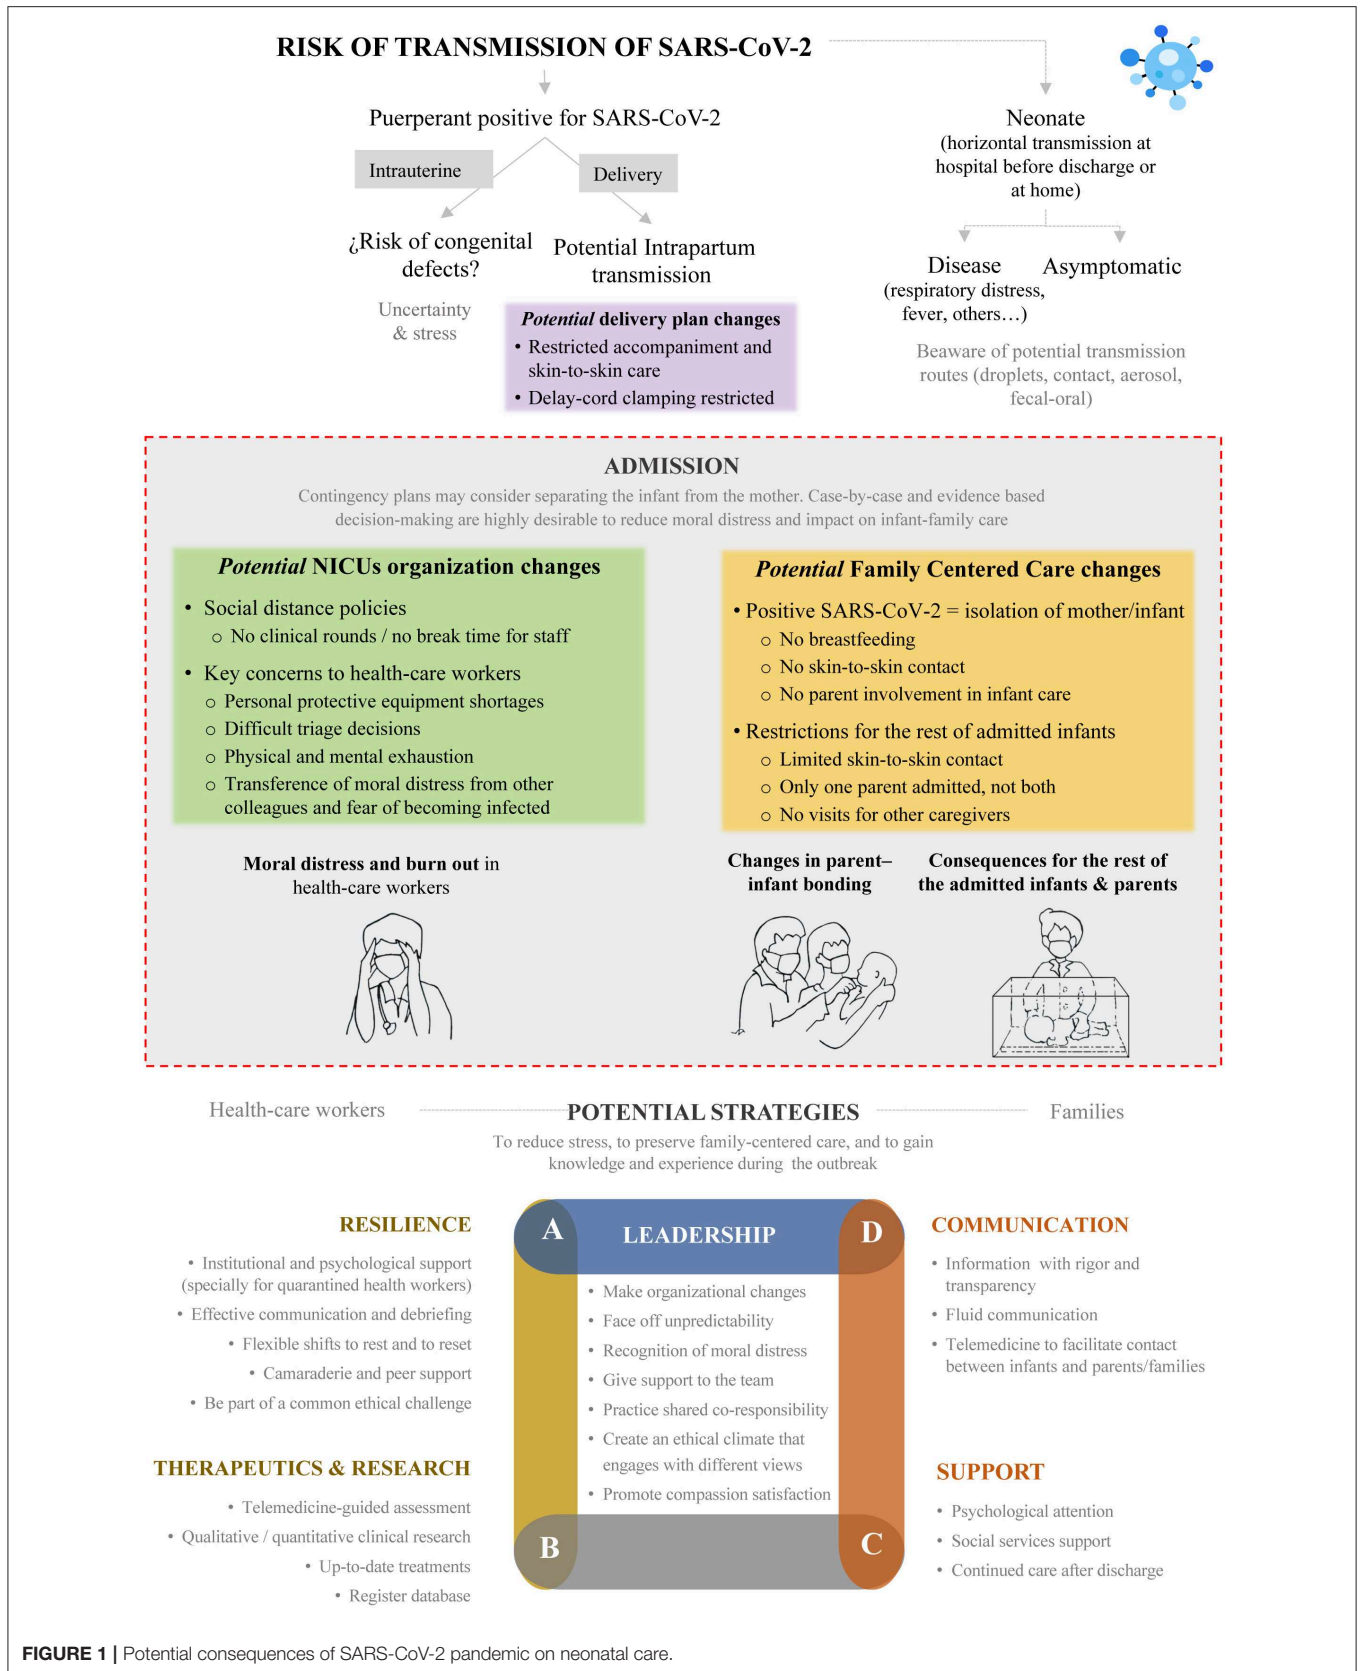 RISK OF TRANSMISSION OF SARS-CoV-2
Puerperant positive for SARS-CoV-2
Intrauterine
Delivery
¿Risk of congenital
defects?
Uncertainty
& stress
Potential Intrapartum
transmission
Potential delivery plan changes
• Restricted accompaniment and
skin-to-skin care
• Delay-cord clamping restricted
Neonate
(horizontal transmission at
hospital before discharge or
at home)
Disease
(respiratory distress,
fever, others…)
Asymptomatic
Beaware of potential transmission
routes (droplets, contact, aerosol,
fecal-oral)
ADMISSION
Contingency plans may consider separating the infant from the mother. Case-by-case and evidence based
decision-making are highly desirable to reduce moral distress and impact on infant-family care
Potential NICUs organization changes
• Social distance policies
o No clinical rounds / no break time for staff
• Key concerns to health-care workers
o Personal protective equipment shortages
o Difficult triage decisions
o Physical and mental exhaustion
o Transference of moral distress from other
colleagues and fear of becoming infected
Moral distress and burn out in
health-care workers
Potential Family Centered Care changes
• Positive SARS-CoV-2 = isolation of mother/infant
o No breastfeeding
o No skin-to-skin contact
o No parent involvement in infant care
• Restrictions for the rest of admitted infants
o Limited skin-to-skin contact
o Only one parent admitted, not both
o No visits for other caregivers
Changes in parent–
infant bonding
Consequences for the rest of
the admitted infants & parents
Health-care workers
POTENTIAL STRATEGIES
Families
To reduce stress, to preserve family-centered care, and to gain
knowledge and experience during the outbreak
RESILIENCE
• Institutional and psychological support
(specially for quarantined health workers)
• Effective communication and debriefing
• Flexible shifts to rest and to reset
• Camaraderie and peer support
• Be part of a common ethical challenge
THERAPEUTICS & RESEARCH
• Telemedicine-guided assessment
• Qualitative / quantitative clinical research
• Up-to-date treatments
• Register database
A
LEADERSHIP
D
• Make organizational changes
• Face off unpredictability
• Recognition of moral distress
• Give support to the team
• Practice shared co-responsibility
• Create an ethical climate that
engages with different views
• Promote compassion satisfaction
B
C
COMMUNICATION
• Information with rigor and
transparency
• Fluid communication
• Telemedicine to facilitate contact
between infants and parents/families
SUPPORT
• Psychological attention
• Social services support
• Continued care after discharge
FIGURE 1 | Potential consequences of SARS-CoV-2 pandemic on neonatal care.